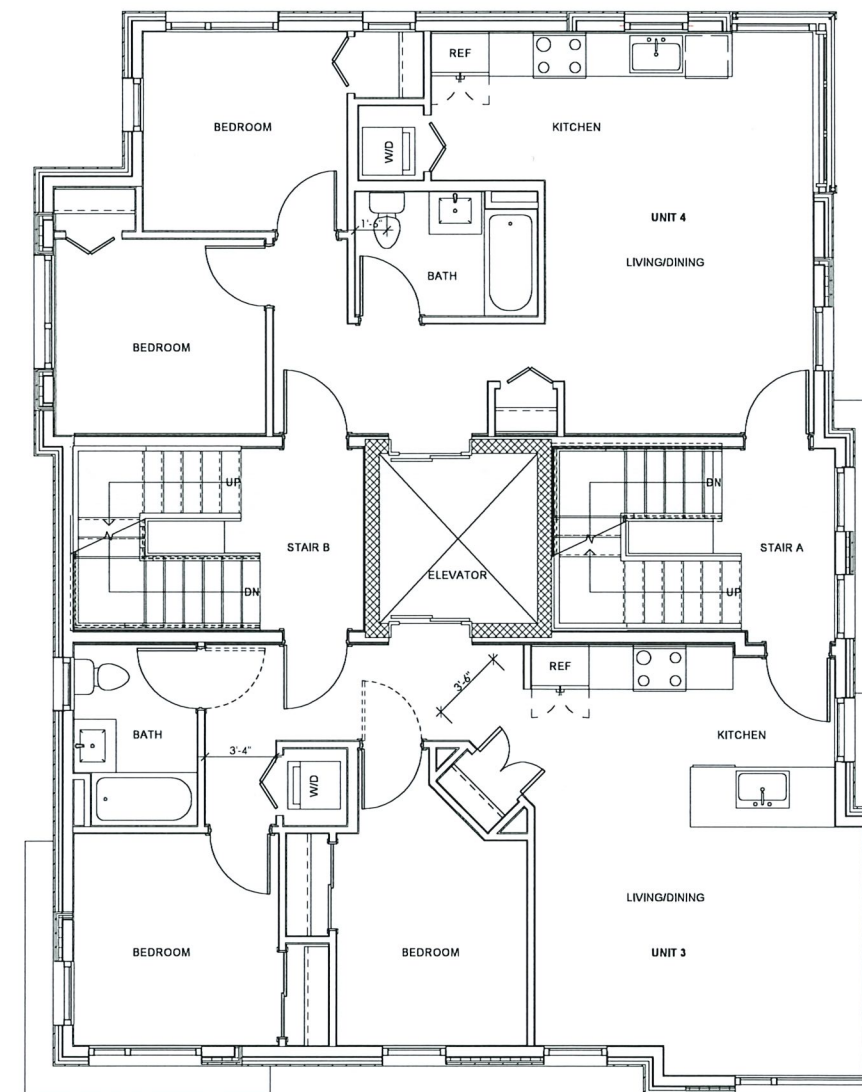 REF
BEDROOM
KITCHEN
W/D
UNIT 4
1'-6"
LIVING/DINING
BATH
BEDROOM
UP
DN
STAIR B
STAIR A
ELEVATOR
DN
UP
REF
3'-6"
BATH
KITCHEN
3'-4"
W/D
LIVING/DINING
BEDROOM
BEDROOM
UNIT 3